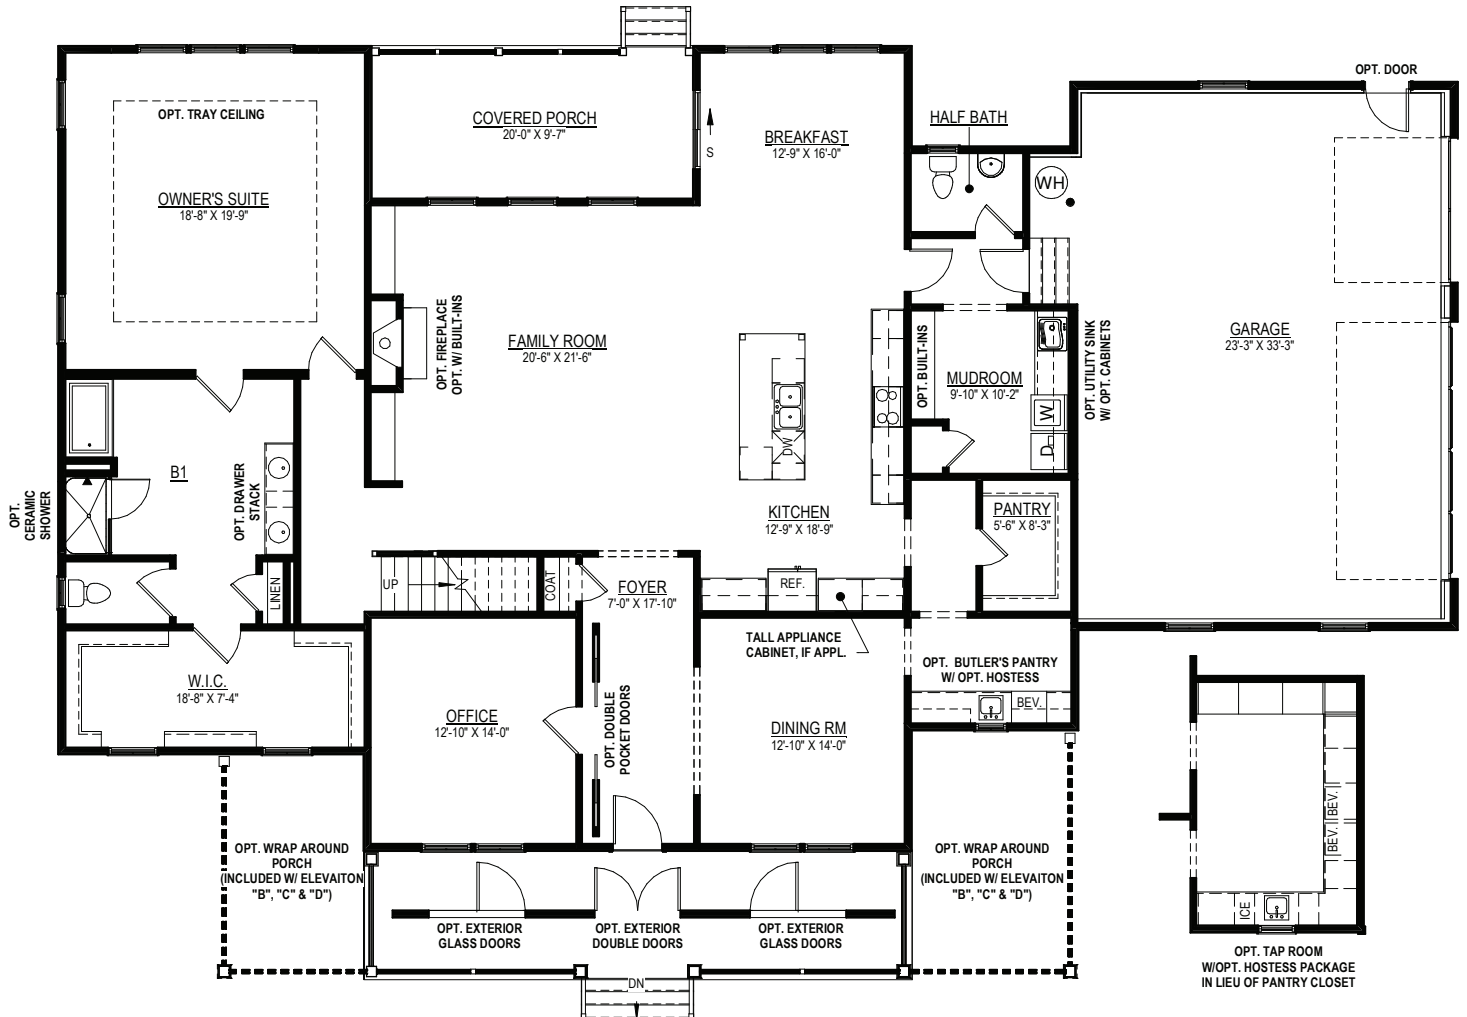 OPT. DOOR
OPT. TRAY CEILING
COVERED PORCH
20'-0" X 9'-7"
S
BREAKFAST
12'-9" X 16'-0"
HALF BATH
WH
OWNER'S SUITE
18'-8" X 19'-9"
OPT. FIREPLACE
OPT. W/ BUILT-INS
FAMILY ROOM
20'-6" X 21'-6"
OPT. BUILT-INS
MUDROOM
9'-10" X 10'-2"
W
D
OPT. UTILITY SINK
W/ OPT. CABINETS
GARAGE
23'-3" X 33'-3"
DW
B1
OPT.
CERAMIC
SHOWER
OPT. DRAWER
STACK
KITCHEN
12'-9" X 18'-9"
PANTRY
5'-6" X 8'-3"
LINEN
UP
COAT
FOYER
7'-0" X 17'-10"
REF.
TALL APPLIANCE
CABINET, IF APPL.
OPT. BUTLER'S PANTRY
W/ OPT. HOSTESS
BEV.
W.I.C.
18'-8" X 7'-4"
OFFICE
12'-10" X 14'-0"
OPT. DOUBLE
POCKET DOORS
DINING RM
12'-10" X 14'-0"
OPT. WRAP AROUND
PORCH
(INCLUDED W/ ELEVAITON
"B", "C" & "D")
OPT. WRAP AROUND
PORCH
(INCLUDED W/ ELEVAITON
"B", "C" & "D")
OPT. EXTERIOR
GLASS DOORS
OPT. EXTERIOR
DOUBLE DOORS
OPT. EXTERIOR
GLASS DOORS
DN
BEV.
BEV.
ICE
OPT. TAP ROOM
W/OPT. HOSTESS PACKAGE
IN LIEU OF PANTRY CLOSET